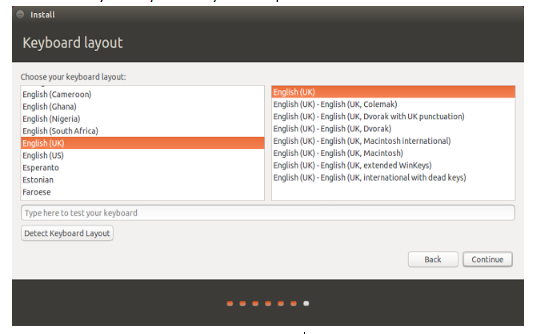 Install
Keyboard layout
Choose your keyboard layout:
English (Cameroon)
English (Ghana)
English (Nigeria)
English (South Africa)
English (UK)
English (US)
Esperanto
Estonian
Faroese
English (UK)
English (UK) - English (UK, Colemak)
English (UK) - English (UK, Dvorak with UK punctuation)
English (UK) - English (UK, Dvorak)
English (UK) - English (UK, Macintosh international)
English (UK) - English (UK, Macintosh)
English (UK) - English (UK, extended WinKeys)
English (UK) - English (UK, international with dead keys)
Type here to test your keyboard
Detect Keyboard Layout
Back
Continue